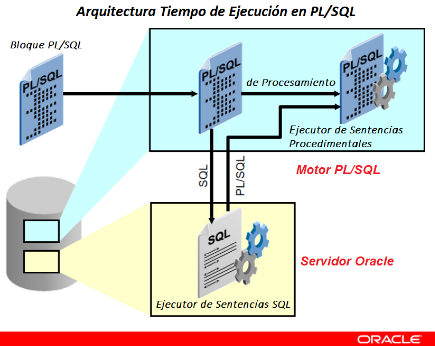 Arquitectura Tiempo de Ejecución en PL/SQL
Bloque PL/SQL
PL/SQL
PL/SQL
de Procesamiento
PL/SQL
Ejecutor de Sentencias
Procedimentales
Motor PL/SQL
SQL
PL/SQL
SQL
Servidor Oracle
Ejecutor de Sentencias SQL
ORACLE